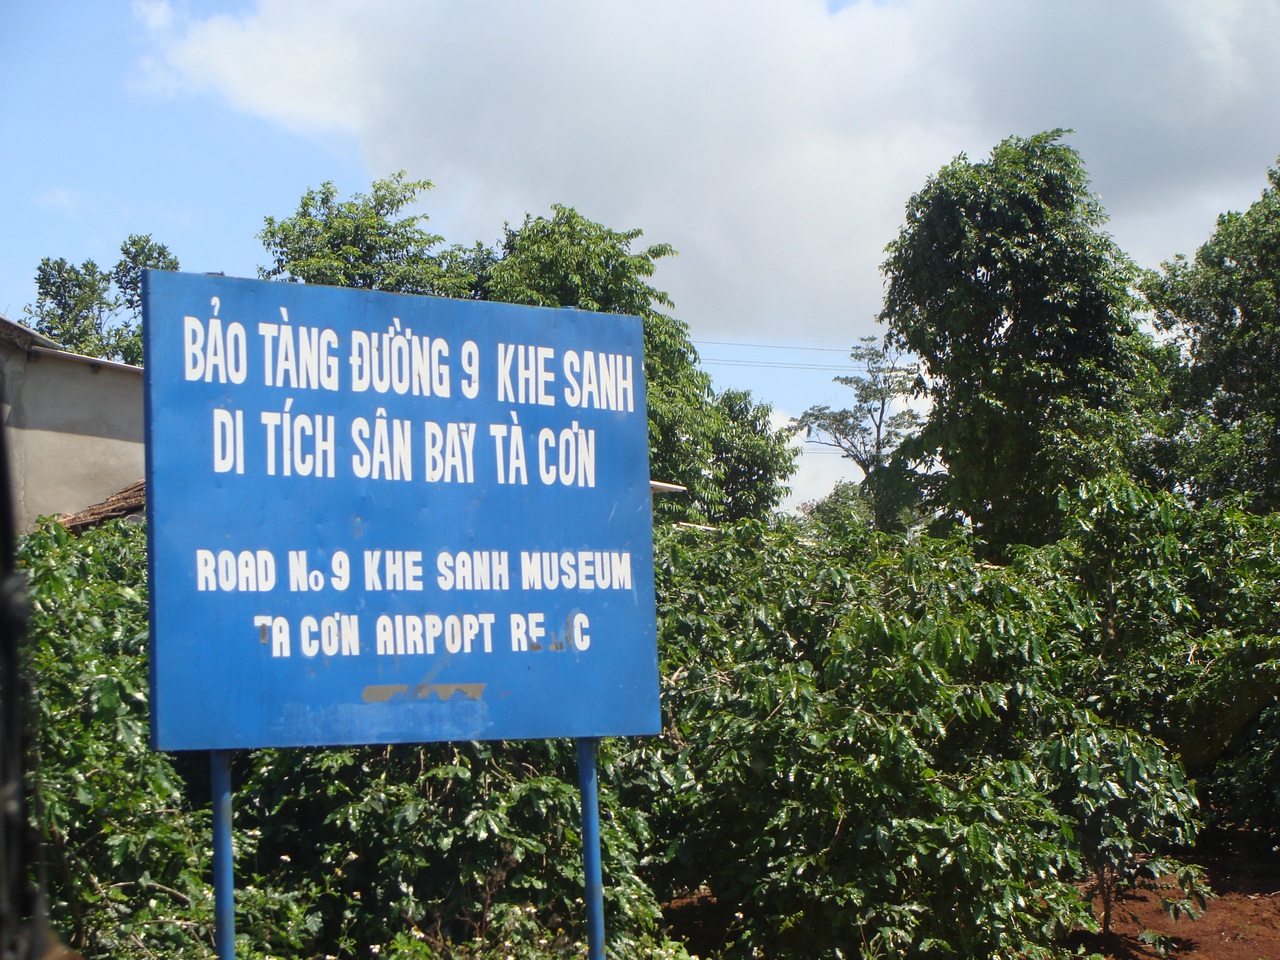 BẢO TÀNG ĐƯỜNG 9 KHE SANH
DI TÍCH SÂN BAY TÀ CƠN
ROAD No 9 KHE SANH MUSEUM
TA CƠN AIRPOPT